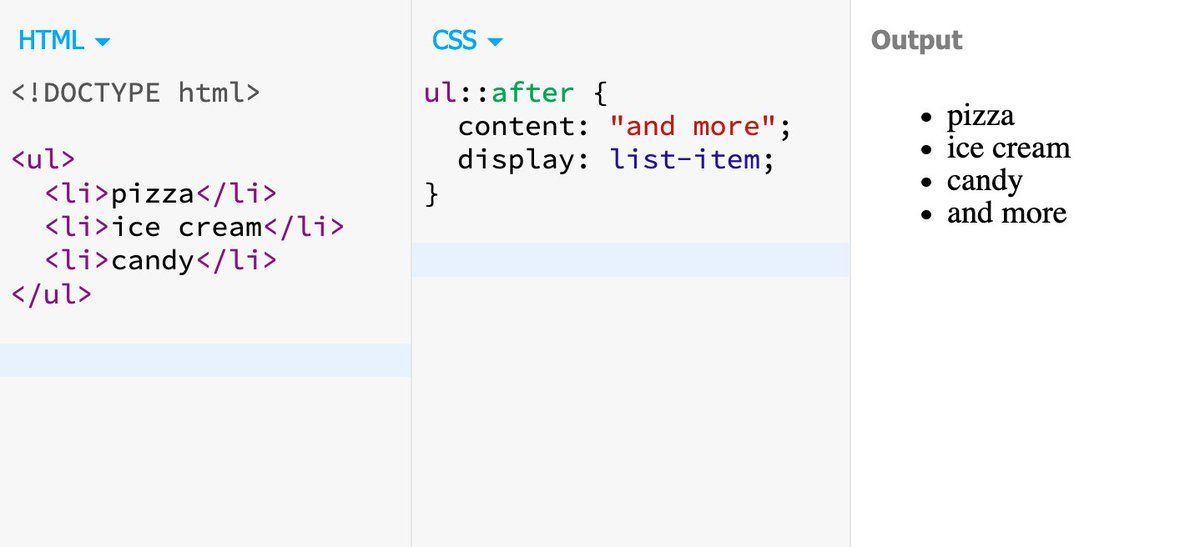 HTML
<!DOCTYPE html>
<ul>
  <li>pizza</li>
  <li>ice cream</li>
  <li>candy</li>
</ul>
CSS
ul::after {
  content: "and more";
  display: list-item;
}
Output
• pizza
• ice cream
• candy
• and more